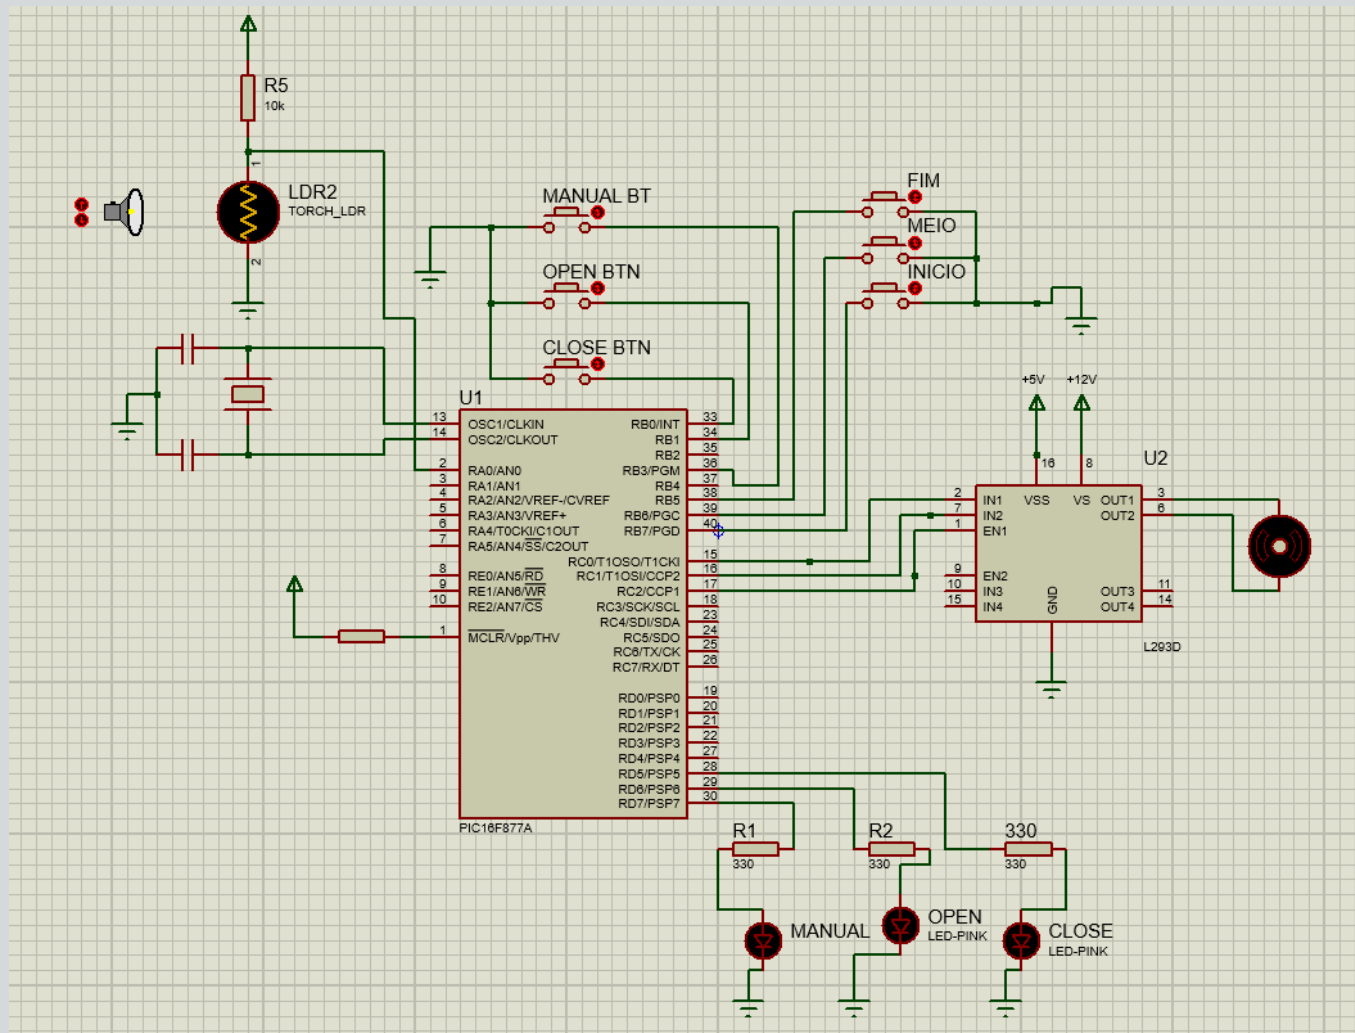 R5
10k
1
LDR2
TORCH_LDR
2
MANUAL BT
OPEN BTN
CLOSE BTN
FIM
MEIO
INICIO
U1
13 OSC1/CLKIN
14 OSC2/CLKOUT
2 RA0/AN0
3 RA1/AN1
4 RA2/AN2/VREF-/CVREF
5 RA3/AN3/VREF+
6 RA4/T0CKI/C1OUT
7 RA5/AN4/SS/C2OUT
8 RE0/AN5/RD
9 RE1/AN6/WR
10 RE2/AN7/CS
1 MCLR/Vpp/THV
RB0/INT 33
RB1 34
RB2 35
RB3/PGM 36
RB4 37
RB5 38
RB6/PGC 39
RB7/PGD 40
RC0/T1OSO/T1CKI 15
RC1/T1OSI/CCP2 16
RC2/CCP1 17
RC3/SCK/SCL 18
RC4/SDI/SDA 23
RC5/SDO 24
RC6/TX/CK 25
RC7/RX/DT 26
RD0/PSP0 19
RD1/PSP1 20
RD2/PSP2 21
RD3/PSP3 22
RD4/PSP4 27
RD5/PSP5 28
RD6/PSP6 29
RD7/PSP7 30
PIC16F877A
+5V
+12V
16
8
U2
2 IN1
7 IN2
1 EN1
9 EN2
10 IN3
15 IN4
VSS
VS
OUT1 3
OUT2 6
OUT3 11
OUT4 14
GND
L293D
R1
330
R2
330
330
330
MANUAL
OPEN
LED-PINK
CLOSE
LED-PINK